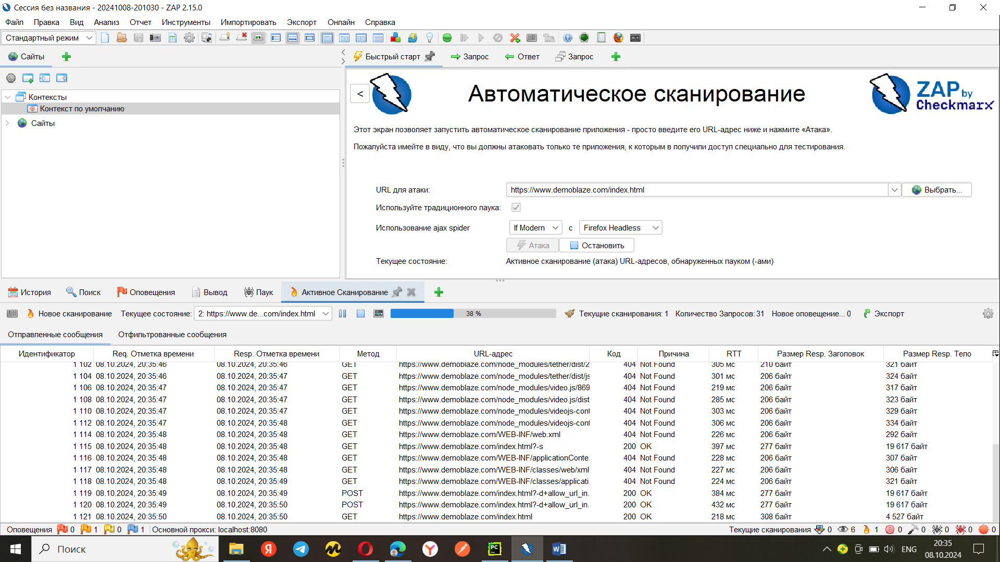 Сессия без названия - 20241008-201030 - ZAP 2.15.0
Файл Правка Вид Анализ Отчет Инструменты Импортировать Экспорт Онлайн Справка
Стандартный режим
Сайты
Быстрый старт Запрос Ответ Запрос
Контексты
Контекст по умолчанию
Сайты
<
Автоматическое сканирование
ZAP by Checkmarx
Этот экран позволяет запустить автоматическое сканирование приложения - просто введите его URL-адрес ниже и нажмите «Атака».
Пожалуйста имейте в виду, что вы должны атаковать только те приложения, к которым в получили доступ специально для тестирования.
URL для атаки: https://www.demoblaze.com/index.html Выбрать...
Используйте традиционного паука:
Использование ajax spider If Modern с Firefox Headless
Атака Остановить
Текущее состояние: Активное сканирование (атака) URL-адресов, обнаруженных пауком (-ами)
История Поиск Оповещения Вывод Паук Активное Сканирование
Новое сканирование Текущее состояние: 2: https://www.de...com/index.html 38 % Текущие сканирования: 1 Количество Запросов: 31 Новое оповещение... 0 Экспорт
Отправленные сообщения Отфильтрованные сообщения
Идентификатор Req. Отметка времени Resp. Отметка времени Метод URL-адрес Код Причина RTT Размер Resp. Заголовок Размер Resp. Тело
1 102 08.10.2024, 20:35:46 08.10.2024, 20:35:46 GET https://www.demoblaze.com/node_modules/tether/dist/2 404 Not Found 305 мс 210 байт 321 байт
1 104 08.10.2024, 20:35:46 08.10.2024, 20:35:47 GET https://www.demoblaze.com/node_modules/tether/dist/js 404 Not Found 301 мс 206 байт 324 байт
1 106 08.10.2024, 20:35:47 08.10.2024, 20:35:47 GET https://www.demoblaze.com/node_modules/video.js/869 404 Not Found 219 мс 206 байт 317 байт
1 108 08.10.2024, 20:35:47 08.10.2024, 20:35:47 GET https://www.demoblaze.com/node_modules/video.js/dist 404 Not Found 285 мс 206 байт 323 байт
1 110 08.10.2024, 20:35:47 08.10.2024, 20:35:47 GET https://www.demoblaze.com/node_modules/videojs-cont 404 Not Found 303 мс 206 байт 329 байт
1 112 08.10.2024, 20:35:47 08.10.2024, 20:35:48 GET https://www.demoblaze.com/node_modules/videojs-cont 404 Not Found 306 мс 206 байт 334 байт
1 114 08.10.2024, 20:35:48 08.10.2024, 20:35:48 GET https://www.demoblaze.com/WEB-INF/web.xml 404 Not Found 226 мс 206 байт 292 байт
1 115 08.10.2024, 20:35:48 08.10.2024, 20:35:48 GET https://www.demoblaze.com/index.html?-s 200 OK 397 мс 277 байт 19 617 байт
1 116 08.10.2024, 20:35:48 08.10.2024, 20:35:48 GET https://www.demoblaze.com/WEB-INF/applicationConte. 404 Not Found 228 мс 206 байт 307 байт
1 117 08.10.2024, 20:35:48 08.10.2024, 20:35:48 GET https://www.demoblaze.com/WEB-INF/classes/web/xml 404 Not Found 227 мс 206 байт 306 байт
1 118 08.10.2024, 20:35:49 08.10.2024, 20:35:49 GET https://www.demoblaze.com/WEB-INF/classes/applicati. 404 Not Found 224 мс 206 байт 321 байт
1 119 08.10.2024, 20:35:49 08.10.2024, 20:35:49 POST https://www.demoblaze.com/index.html?-d+allow_url_in. 200 OK 384 мс 277 байт 19 617 байт
1 120 08.10.2024, 20:35:49 08.10.2024, 20:35:50 POST https://www.demoblaze.com/index.html?-d+allow_url_in. 200 OK 432 мс 277 байт 19 617 байт
1 121 08.10.2024, 20:35:50 08.10.2024, 20:35:50 GET https://www.demoblaze.com/index.html 200 OK 218 мс 308 байт 4 527 байт
Оповещения 0 1 0 1 Основной прокси: localhost:8080 Текущие сканирования 0 6 1 0 0 0 0 0
Поиск ENG 20:35
08.10.2024